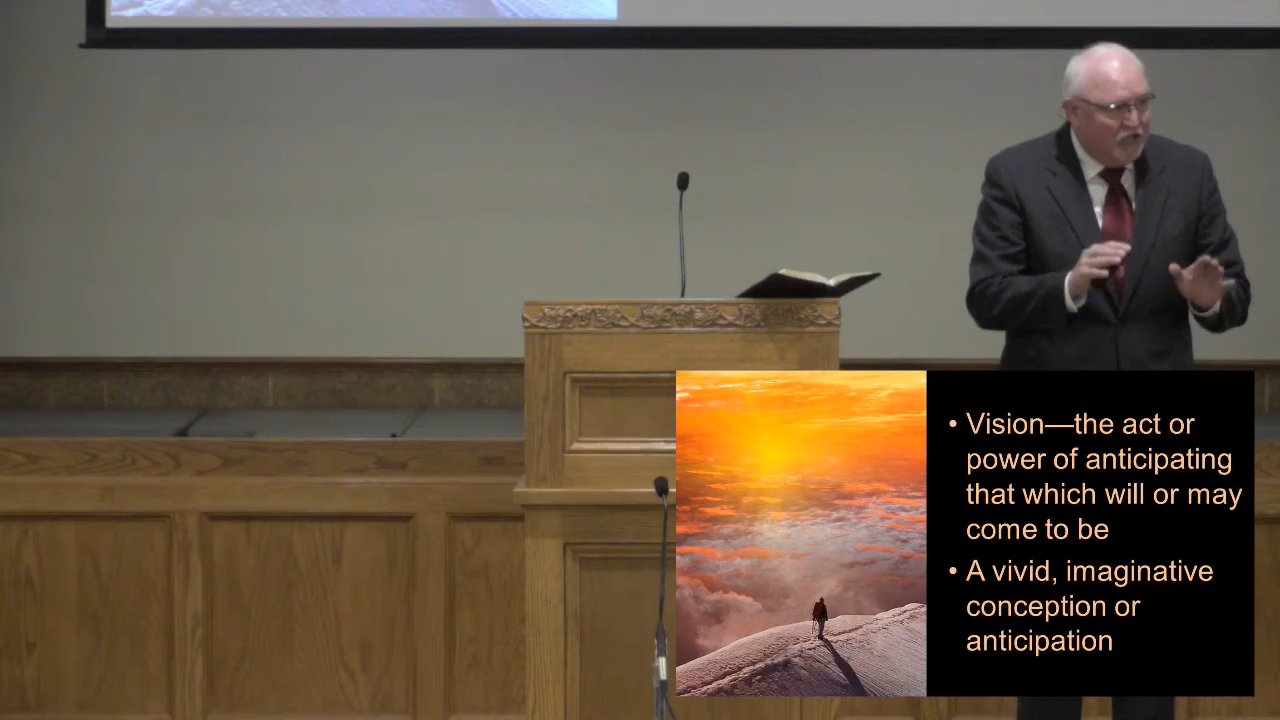 • Vision—the act or
power of anticipating
that which will or may
come to be
• A vivid, imaginative
conception or
anticipation